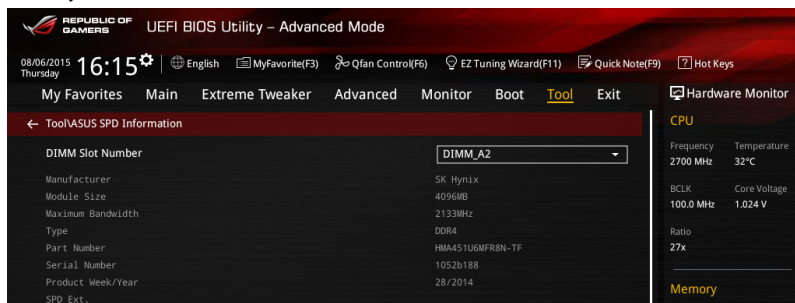 REPUBLIC OF
GAMERS
UEFI BIOS Utility – Advanced Mode
08/06/2015
Thursday
16:15
English
MyFavorite(F3)
Qfan Control(F6)
EZ Tuning Wizard(F11)
Quick Note(F9)
? Hot Keys
My Favorites Main Extreme Tweaker Advanced Monitor Boot Tool Exit
Hardware Monitor
← Tool\ASUS SPD Information
DIMM Slot Number DIMM_A2
Manufacturer SK Hynix
Module Size 4096MB
Maximum Bandwidth 2133MHz
Type DDR4
Part Number HMA451U6MFR8N-TF
Serial Number 1052b188
Product Week/Year 28/2014
SPD Ext.
CPU
Frequency Temperature
2700 MHz 32°C
BCLK Core Voltage
100.0 MHz 1.024 V
Ratio
27x
Memory